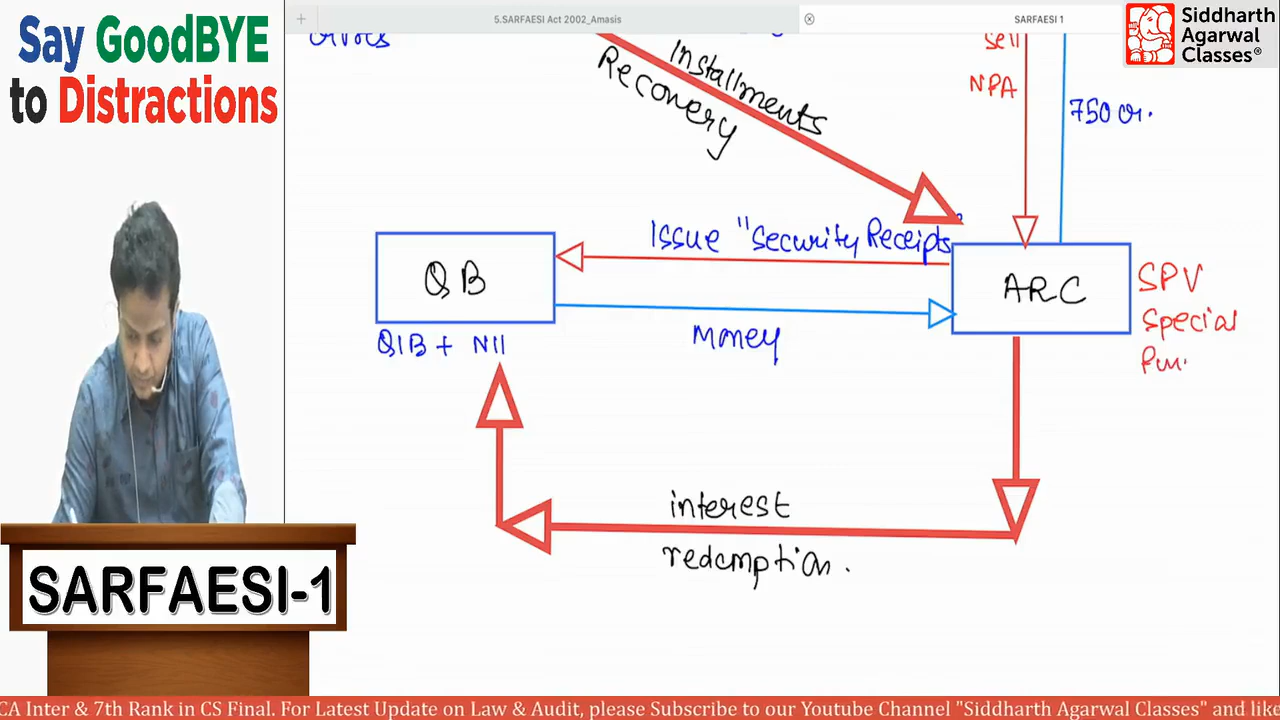 Say GoodBYE
to Distractions
5.SARFAESI Act 2002_Amasis
SARFAESI 1
Siddharth
Agarwal
Classes®
Installments
Recovery
sell
NPA
750 cr.
Issue "Security Receipts"
QB
ARC
SPV
Special
Pur.
QIB + NII
Money
interest
redemption.
SARFAESI-1
CA Inter & 7th Rank in CS Final. For Latest Update on Law & Audit, please Subscribe to our Youtube Channel "Siddharth Agarwal Classes" and like